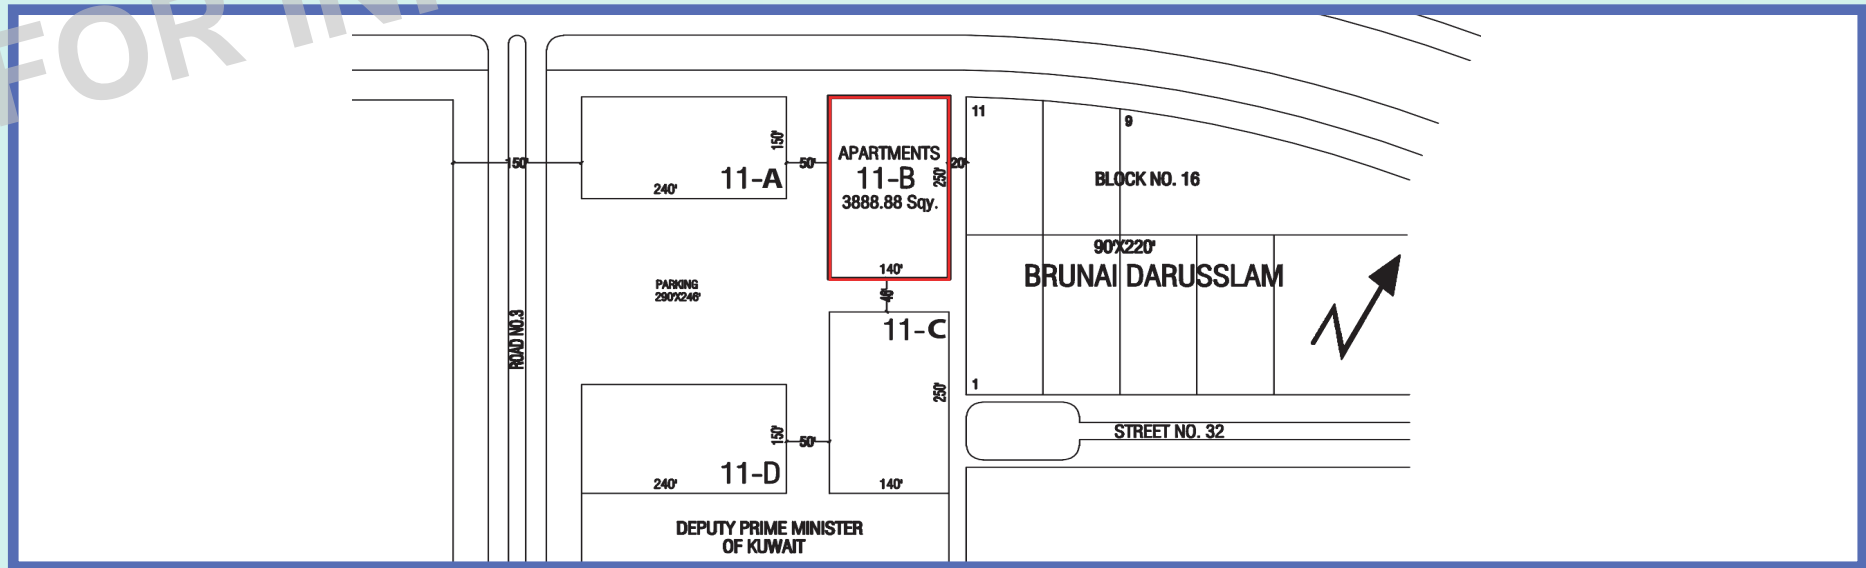 FOR IN
150'
150'
240'
11-A
50'
APARTMENTS
11-B
3888.88 Sqy.
250'
140'
20'
11
9
BLOCK NO. 16
90'X220'
BRUNAI DARUSSLAM
1
PARKING
290'X246'
ROAD NO.3
46'
11-C
250'
140'
150'
240'
11-D
50'
STREET NO. 32
DEPUTY PRIME MINISTER
OF KUWAIT